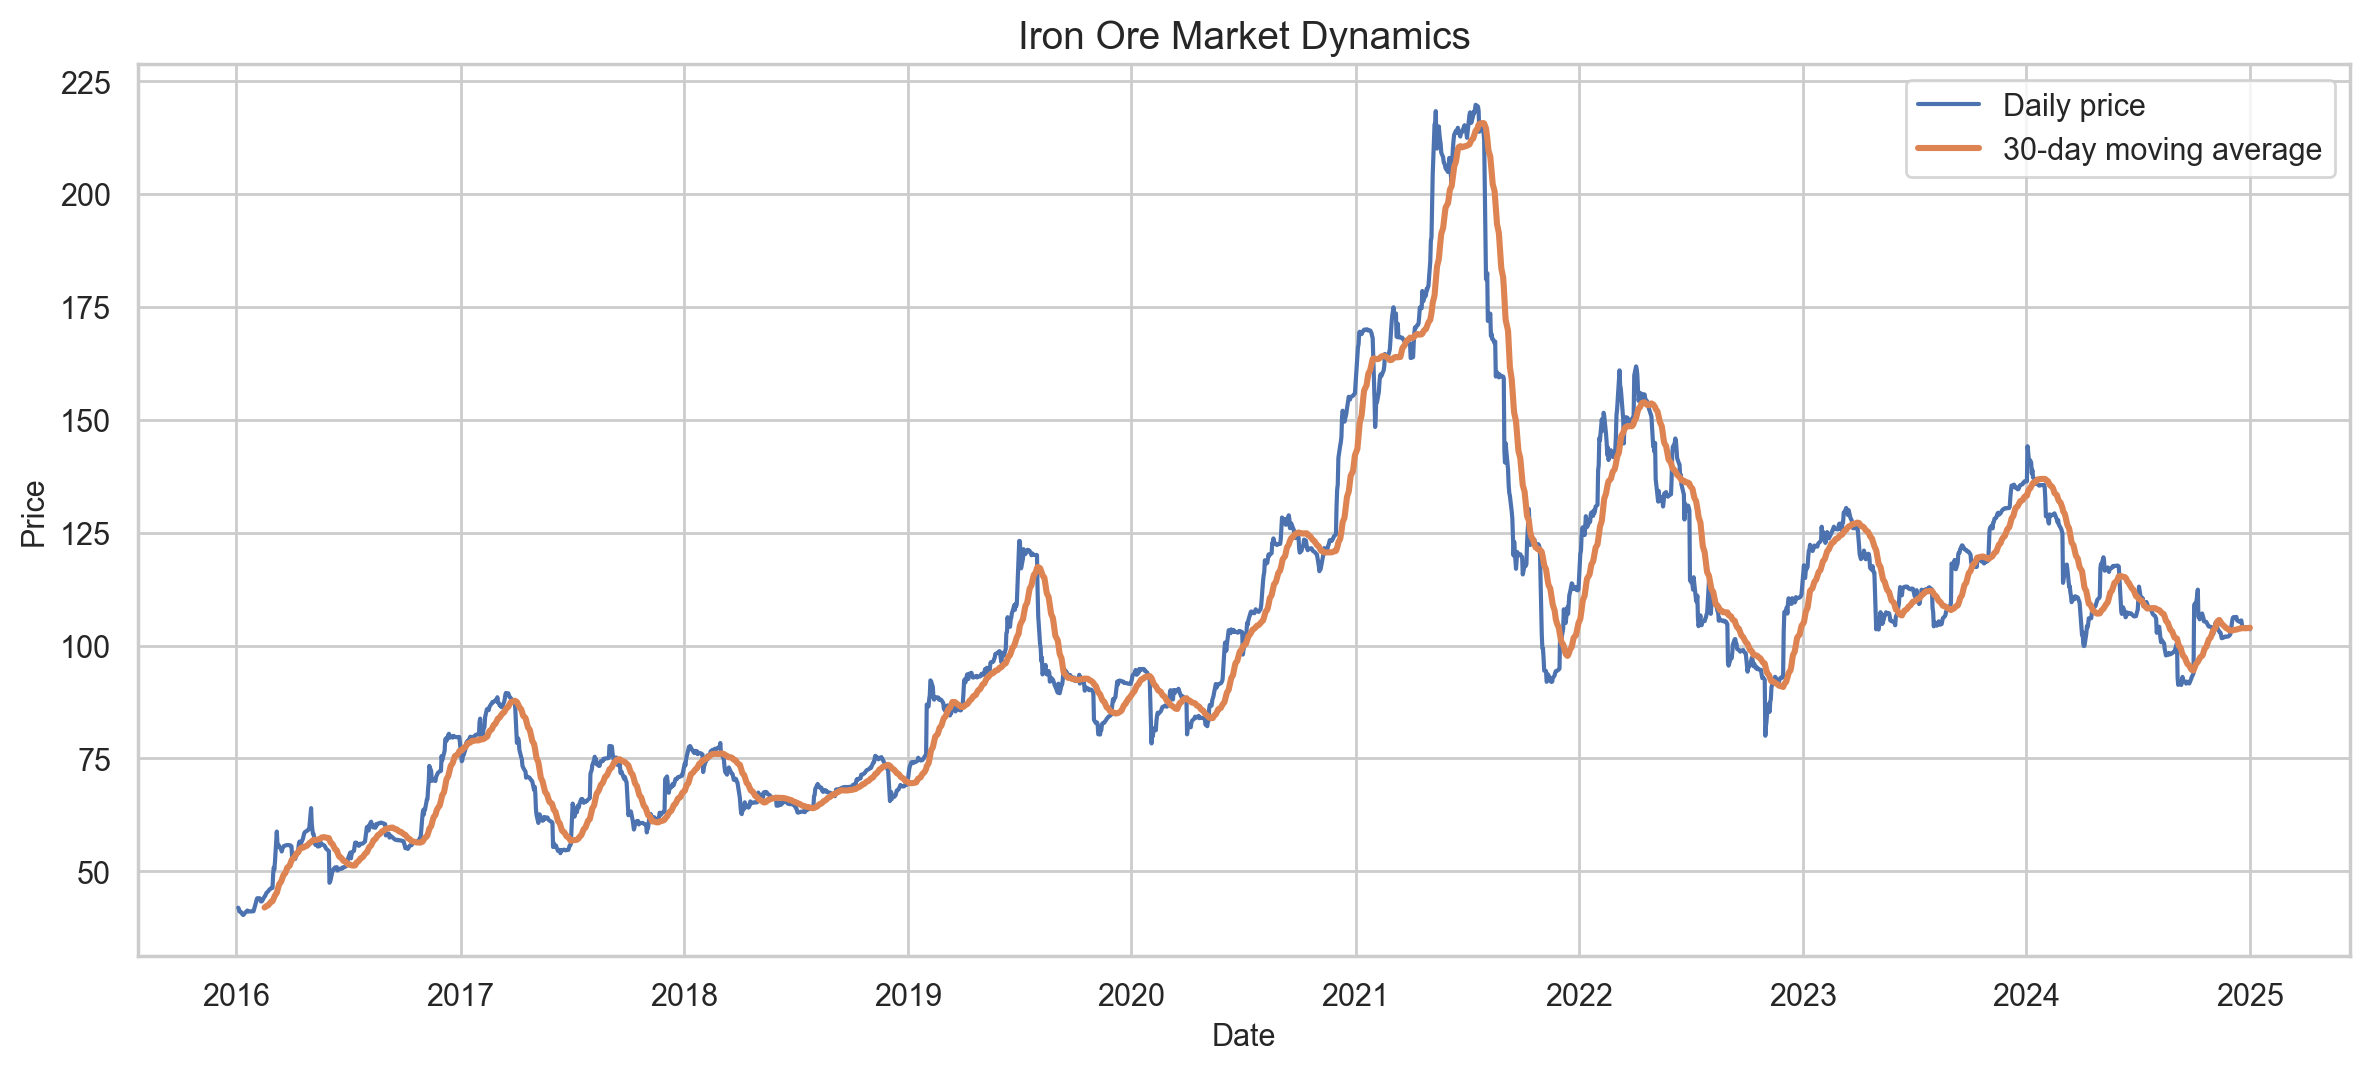 Iron Ore Market Dynamics
225
200
175
150
125
100
75
50
Price
Daily price
30-day moving average
2016 2017 2018 2019 2020 2021 2022 2023 2024 2025
Date